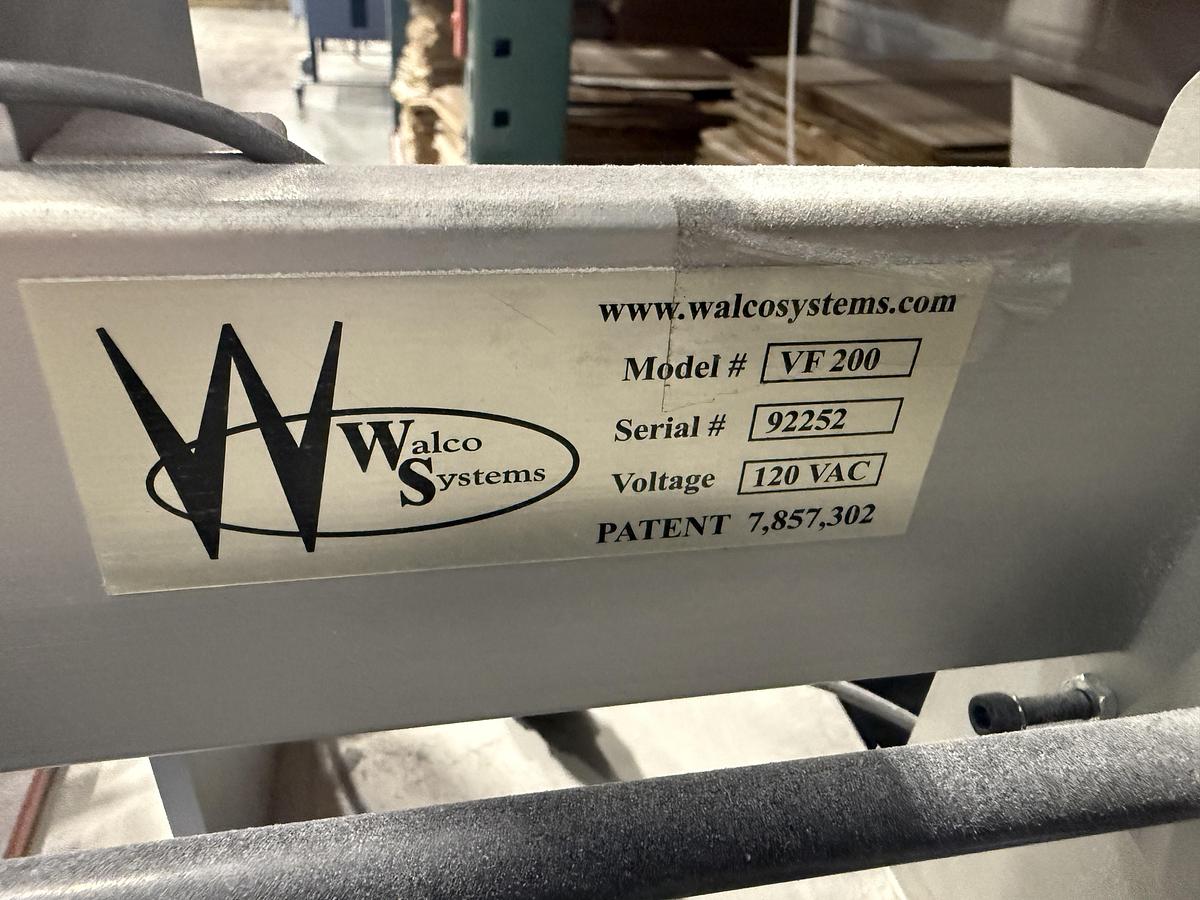 W
Walco
Systems
www.walcosystems.com
Model # VF 200
Serial # 92252
Voltage 120 VAC
PATENT 7,857,302